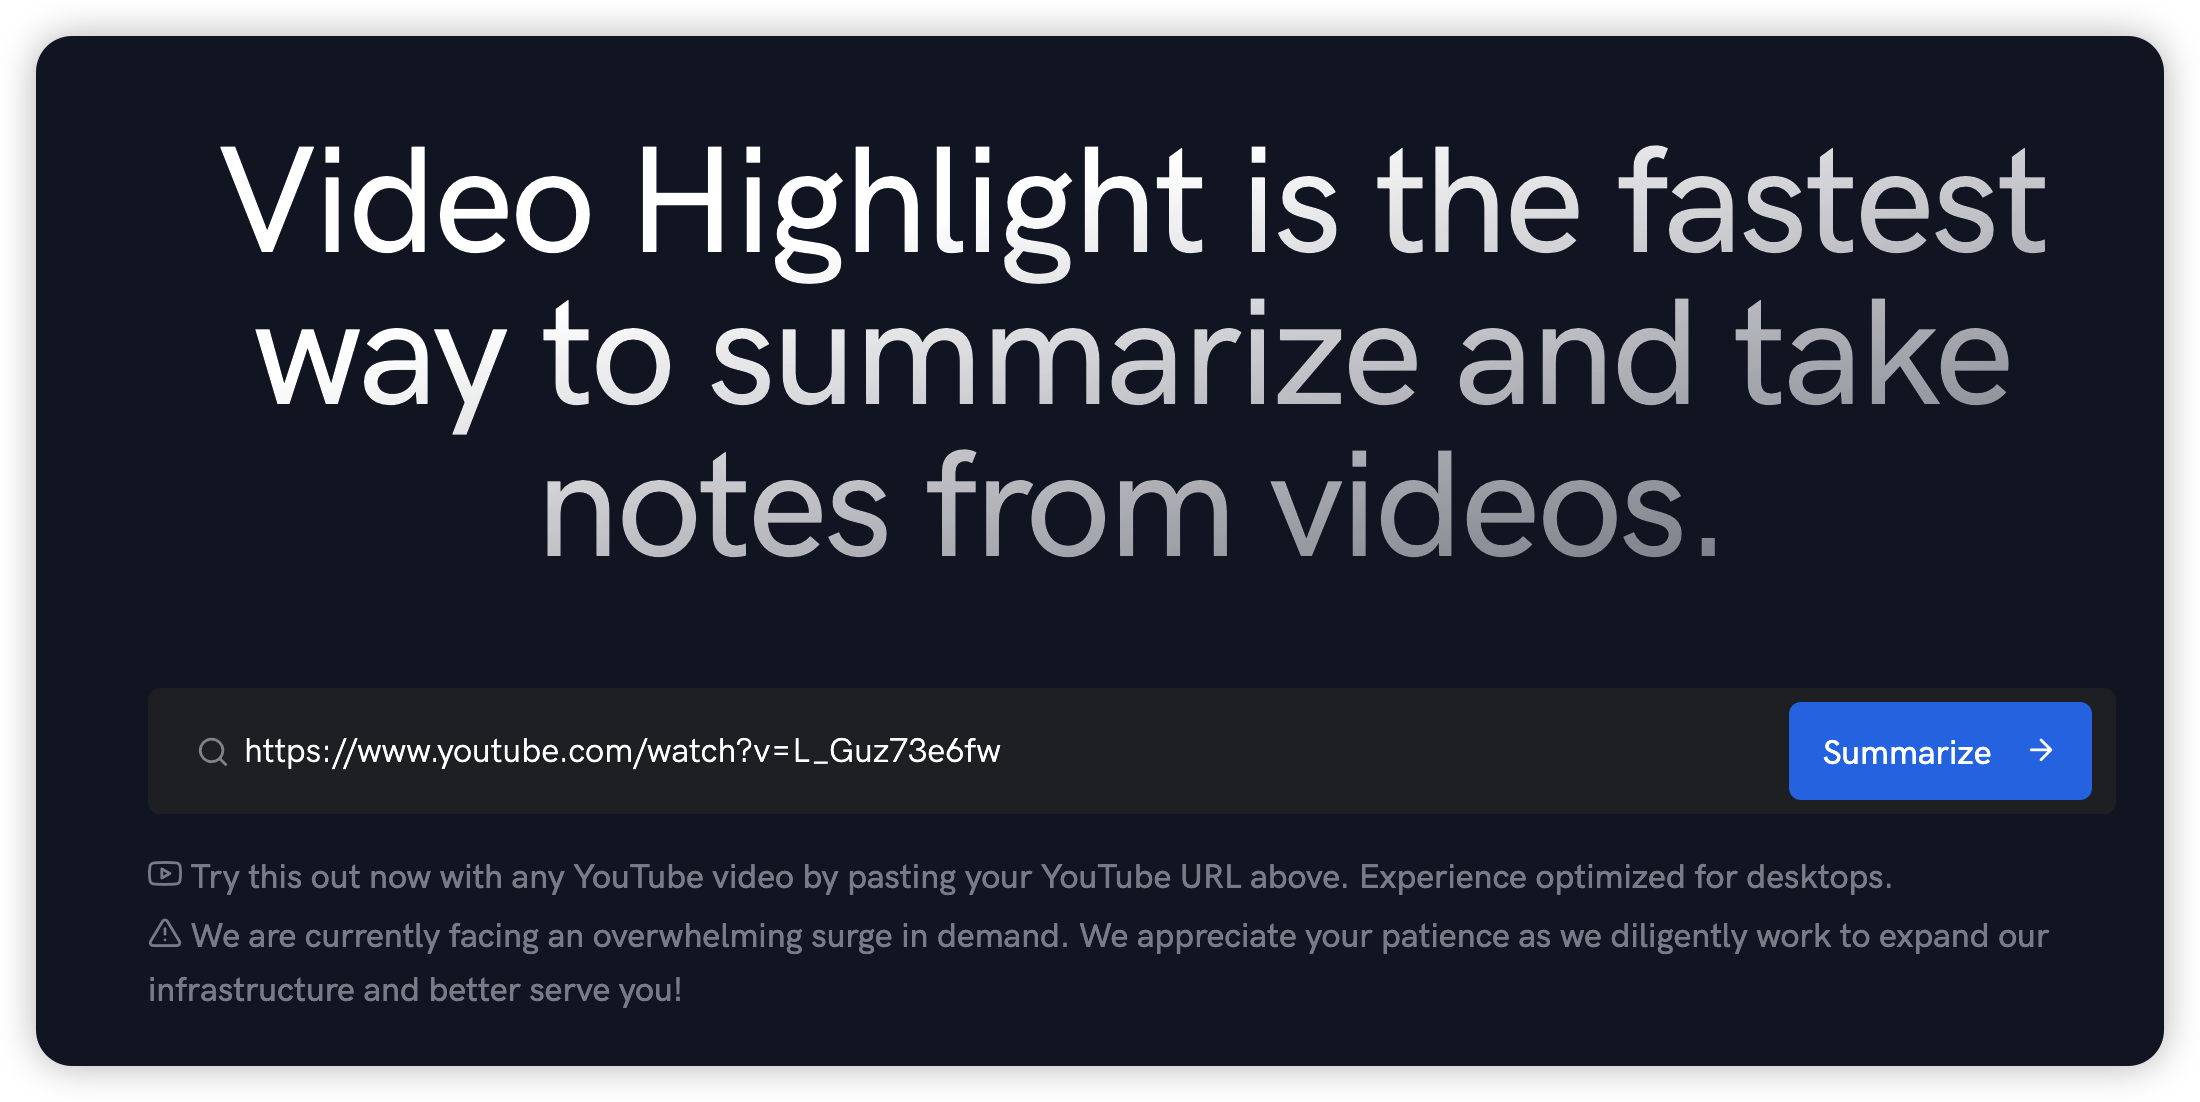 Video Highlight is the fastest
way to summarize and take
notes from videos.
https://www.youtube.com/watch?v=L_Guz73e6fw
Summarize →
Try this out now with any YouTube video by pasting your YouTube URL above. Experience optimized for desktops.
We are currently facing an overwhelming surge in demand. We appreciate your patience as we diligently work to expand our
infrastructure and better serve you!